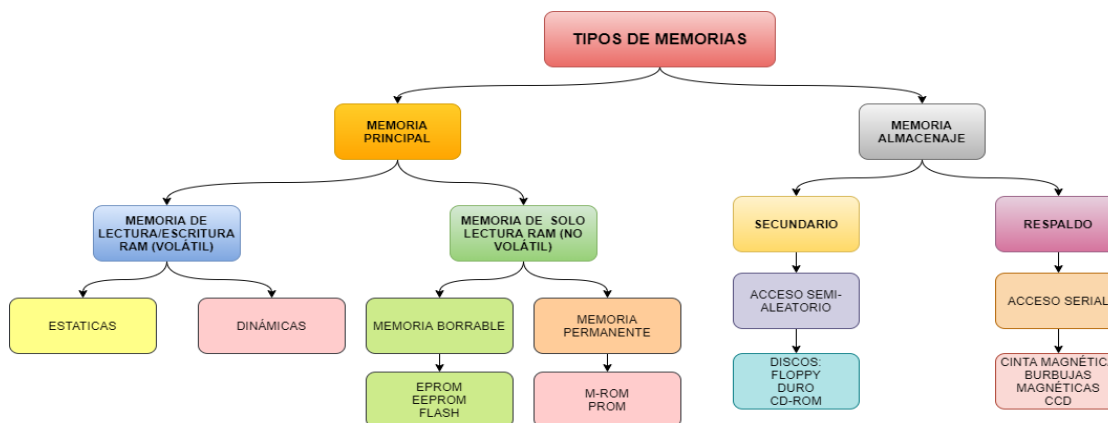 TIPOS DE MEMORIAS
MEMORIA
PRINCIPAL
MEMORIA
ALMACENAJE
MEMORIA DE
LECTURA/ESCRITURA
RAM (VOLÁTIL)
MEMORIA DE SOLO
LECTURA RAM (NO
VOLÁTIL)
SECUNDARIO
RESPALDO
ESTATICAS
DINÁMICAS
MEMORIA BORRABLE
MEMORIA
PERMANENTE
ACCESO SEMI-
ALEATORIO
ACCESO SERIAL
EPROM
EEPROM
FLASH
M-ROM
PROM
DISCOS:
FLOPPY
DURO
CD-ROM
CINTA MAGNÉTIC
BURBUJAS
MAGNÉTICAS
CCD